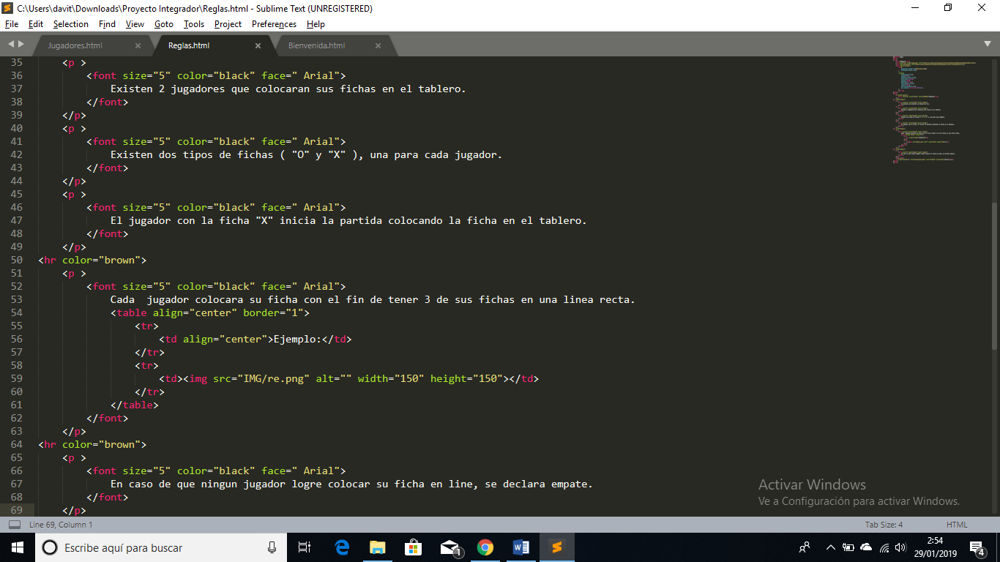 C:\Users\davit\Downloads\Proyecto Integrador\Reglas.html - Sublime Text (UNREGISTERED)
File Edit Selection Find View Goto Tools Project Preferences Help
Jugadores.html × Reglas.html × Bienvenida.html ×
35 <p >
36 <font size="5" color="black" face=" Arial">
37 Existen 2 jugadores que colocaran sus fichas en el tablero.
38 </font>
39 </p>
40 <p >
41 <font size="5" color="black" face=" Arial">
42 Existen dos tipos de fichas ( "O" y "X" ), una para cada jugador.
43 </font>
44 </p>
45 <p >
46 <font size="5" color="black" face=" Arial">
47 El jugador con la ficha "X" inicia la partida colocando la ficha en el tablero.
48 </font>
49 </p>
50 <hr color="brown">
51 <p >
52 <font size="5" color="black" face=" Arial">
53 Cada  jugador colocara su ficha con el fin de tener 3 de sus fichas en una linea recta.
54 <table align="center" border="1">
55 <tr>
56 <td align="center">Ejemplo:</td>
57 </tr>
58 <tr>
59 <td><img src="IMG/re.png" alt="" width="150" height="150"></td>
60 </tr>
61 </table>
62 </font>
63 </p>
64 <hr color="brown">
65 <p >
66 <font size="5" color="black" face=" Arial">
67 En caso de que ningun jugador logre colocar su ficha en line, se declara empate.
68 </font>
69 </p>
Activar Windows
Ve a Configuración para activar Windows.
Line 69, Column 1 Tab Size: 4 HTML
Escribe aquí para buscar 1 2:54
29/01/2019 4